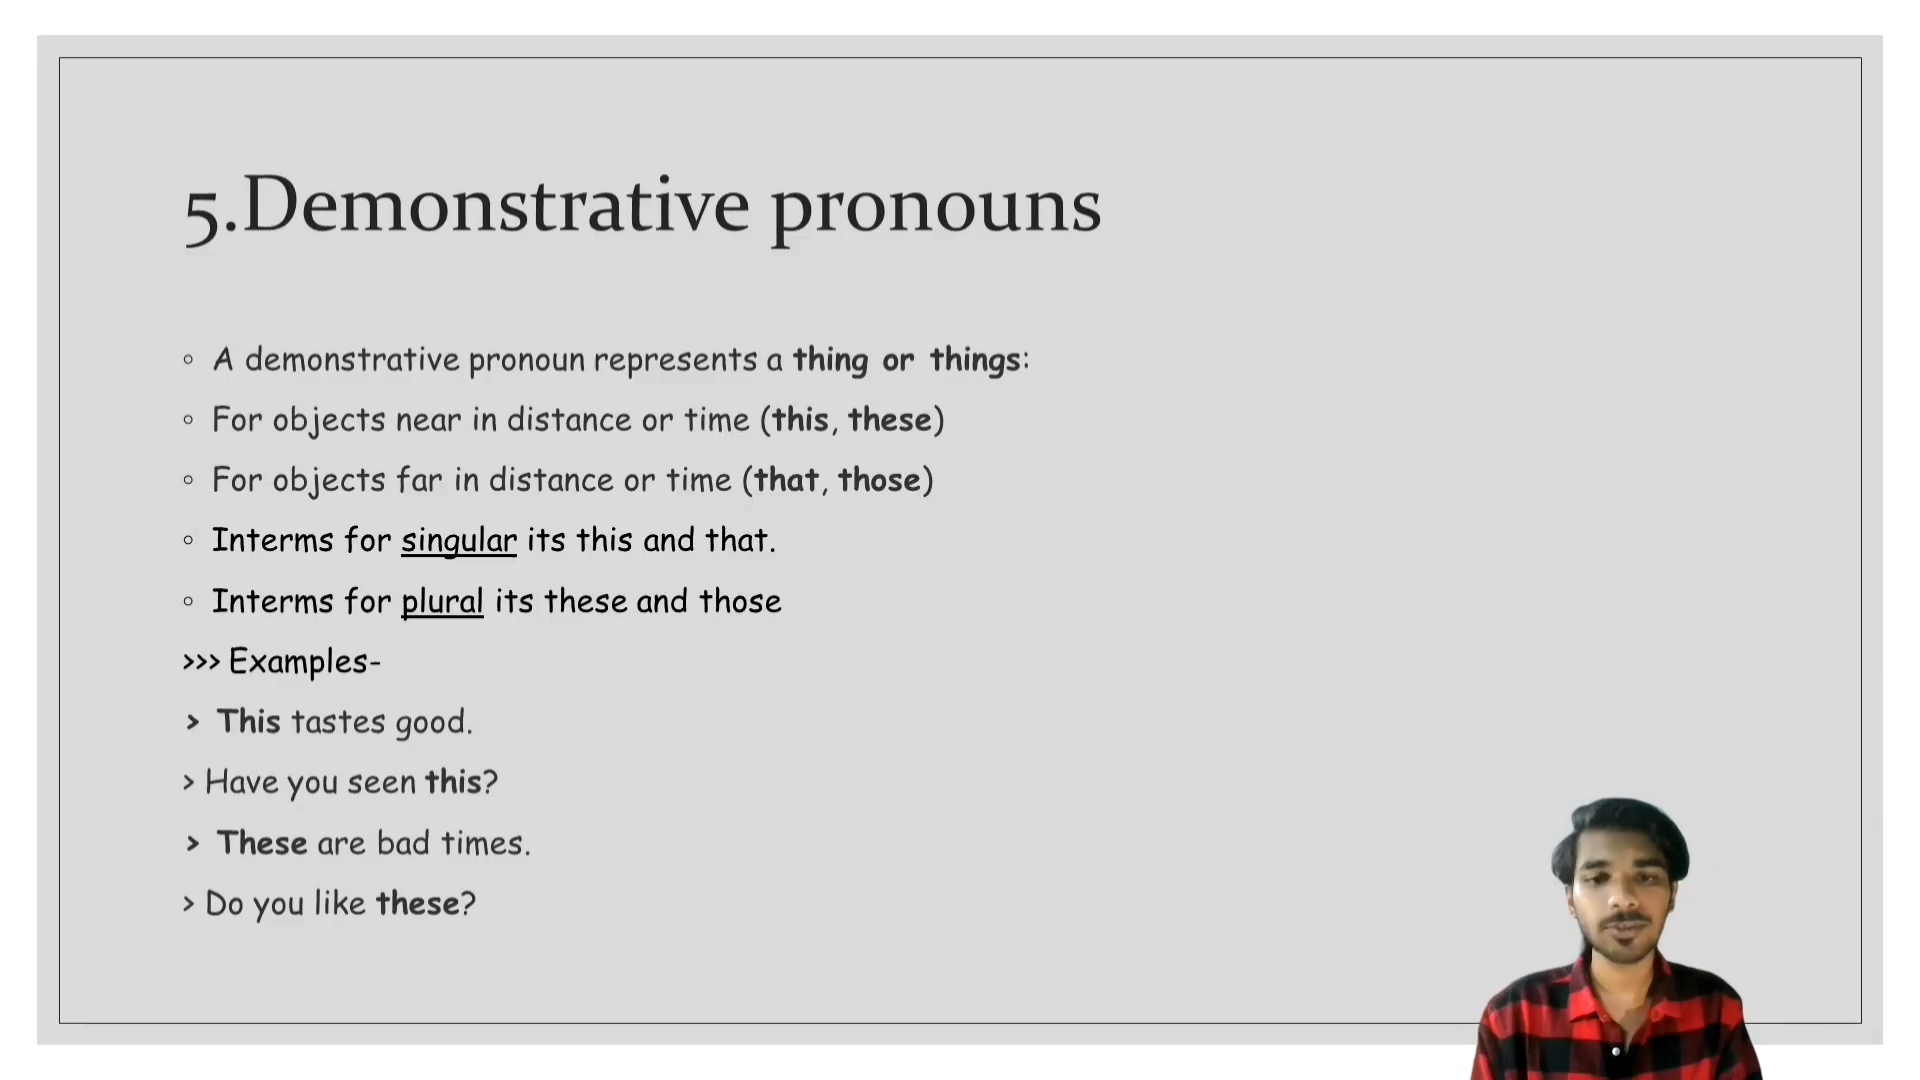 5.Demonstrative pronouns
◦ A demonstrative pronoun represents a thing or things:
◦ For objects near in distance or time (this, these)
◦ For objects far in distance or time (that, those)
◦ Interms for singular its this and that.
◦ Interms for plural its these and those
>>> Examples-
> This tastes good.
> Have you seen this?
> These are bad times.
> Do you like these?